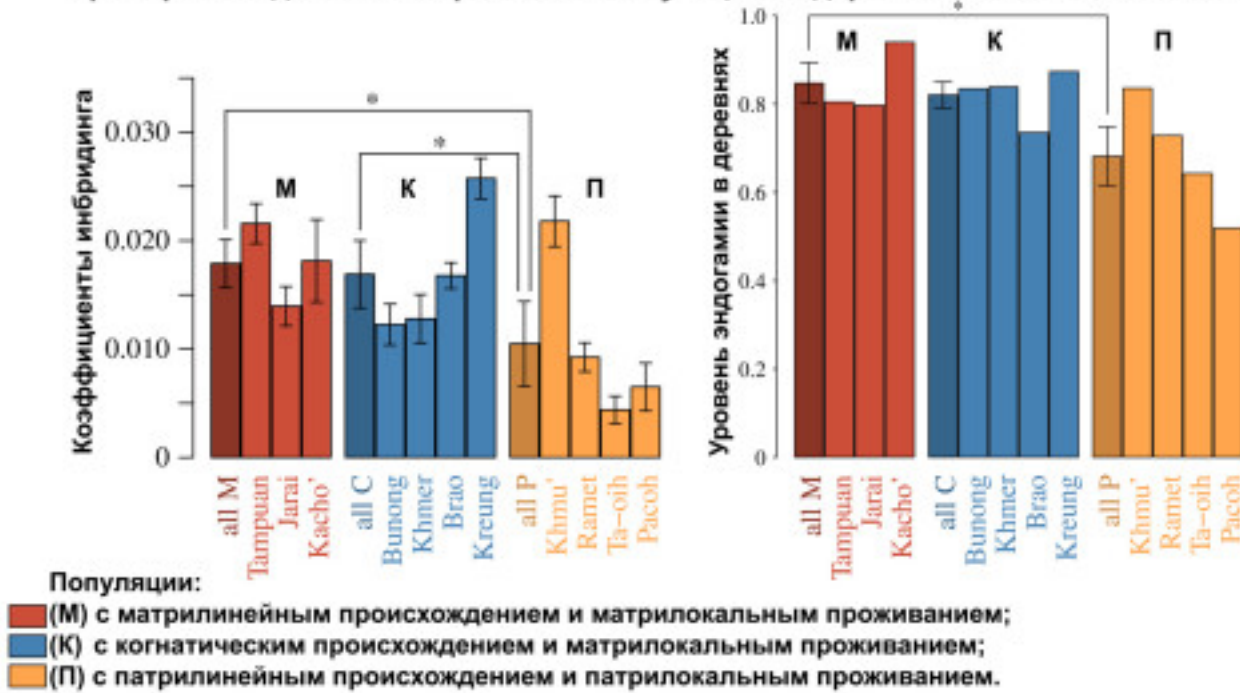 Коэффициенты инбридинга
0.030
0.020
0.010
0
*
*
М
К
П
all M
Tampuan
Jarai
Kacho'
all C
Bunong
Khmer
Brao
Kreung
all P
Khmu'
Ramet
Ta-oih
Pacoh
Уровень эндогамии в деревнях
1.0
0.8
0.6
0.4
0.2
0
*
М
К
П
all M
Tampuan
Jarai
Kacho'
all C
Bunong
Khmer
Brao
Kreung
all P
Khmu'
Ramet
Ta-oih
Pacoh
Популяции:
(М) с матрилинейным происхождением и матрилокальным проживанием;
(К) с когнатическим происхождением и матрилокальным проживанием;
(П) с патрилинейным происхождением и патрилокальным проживанием.